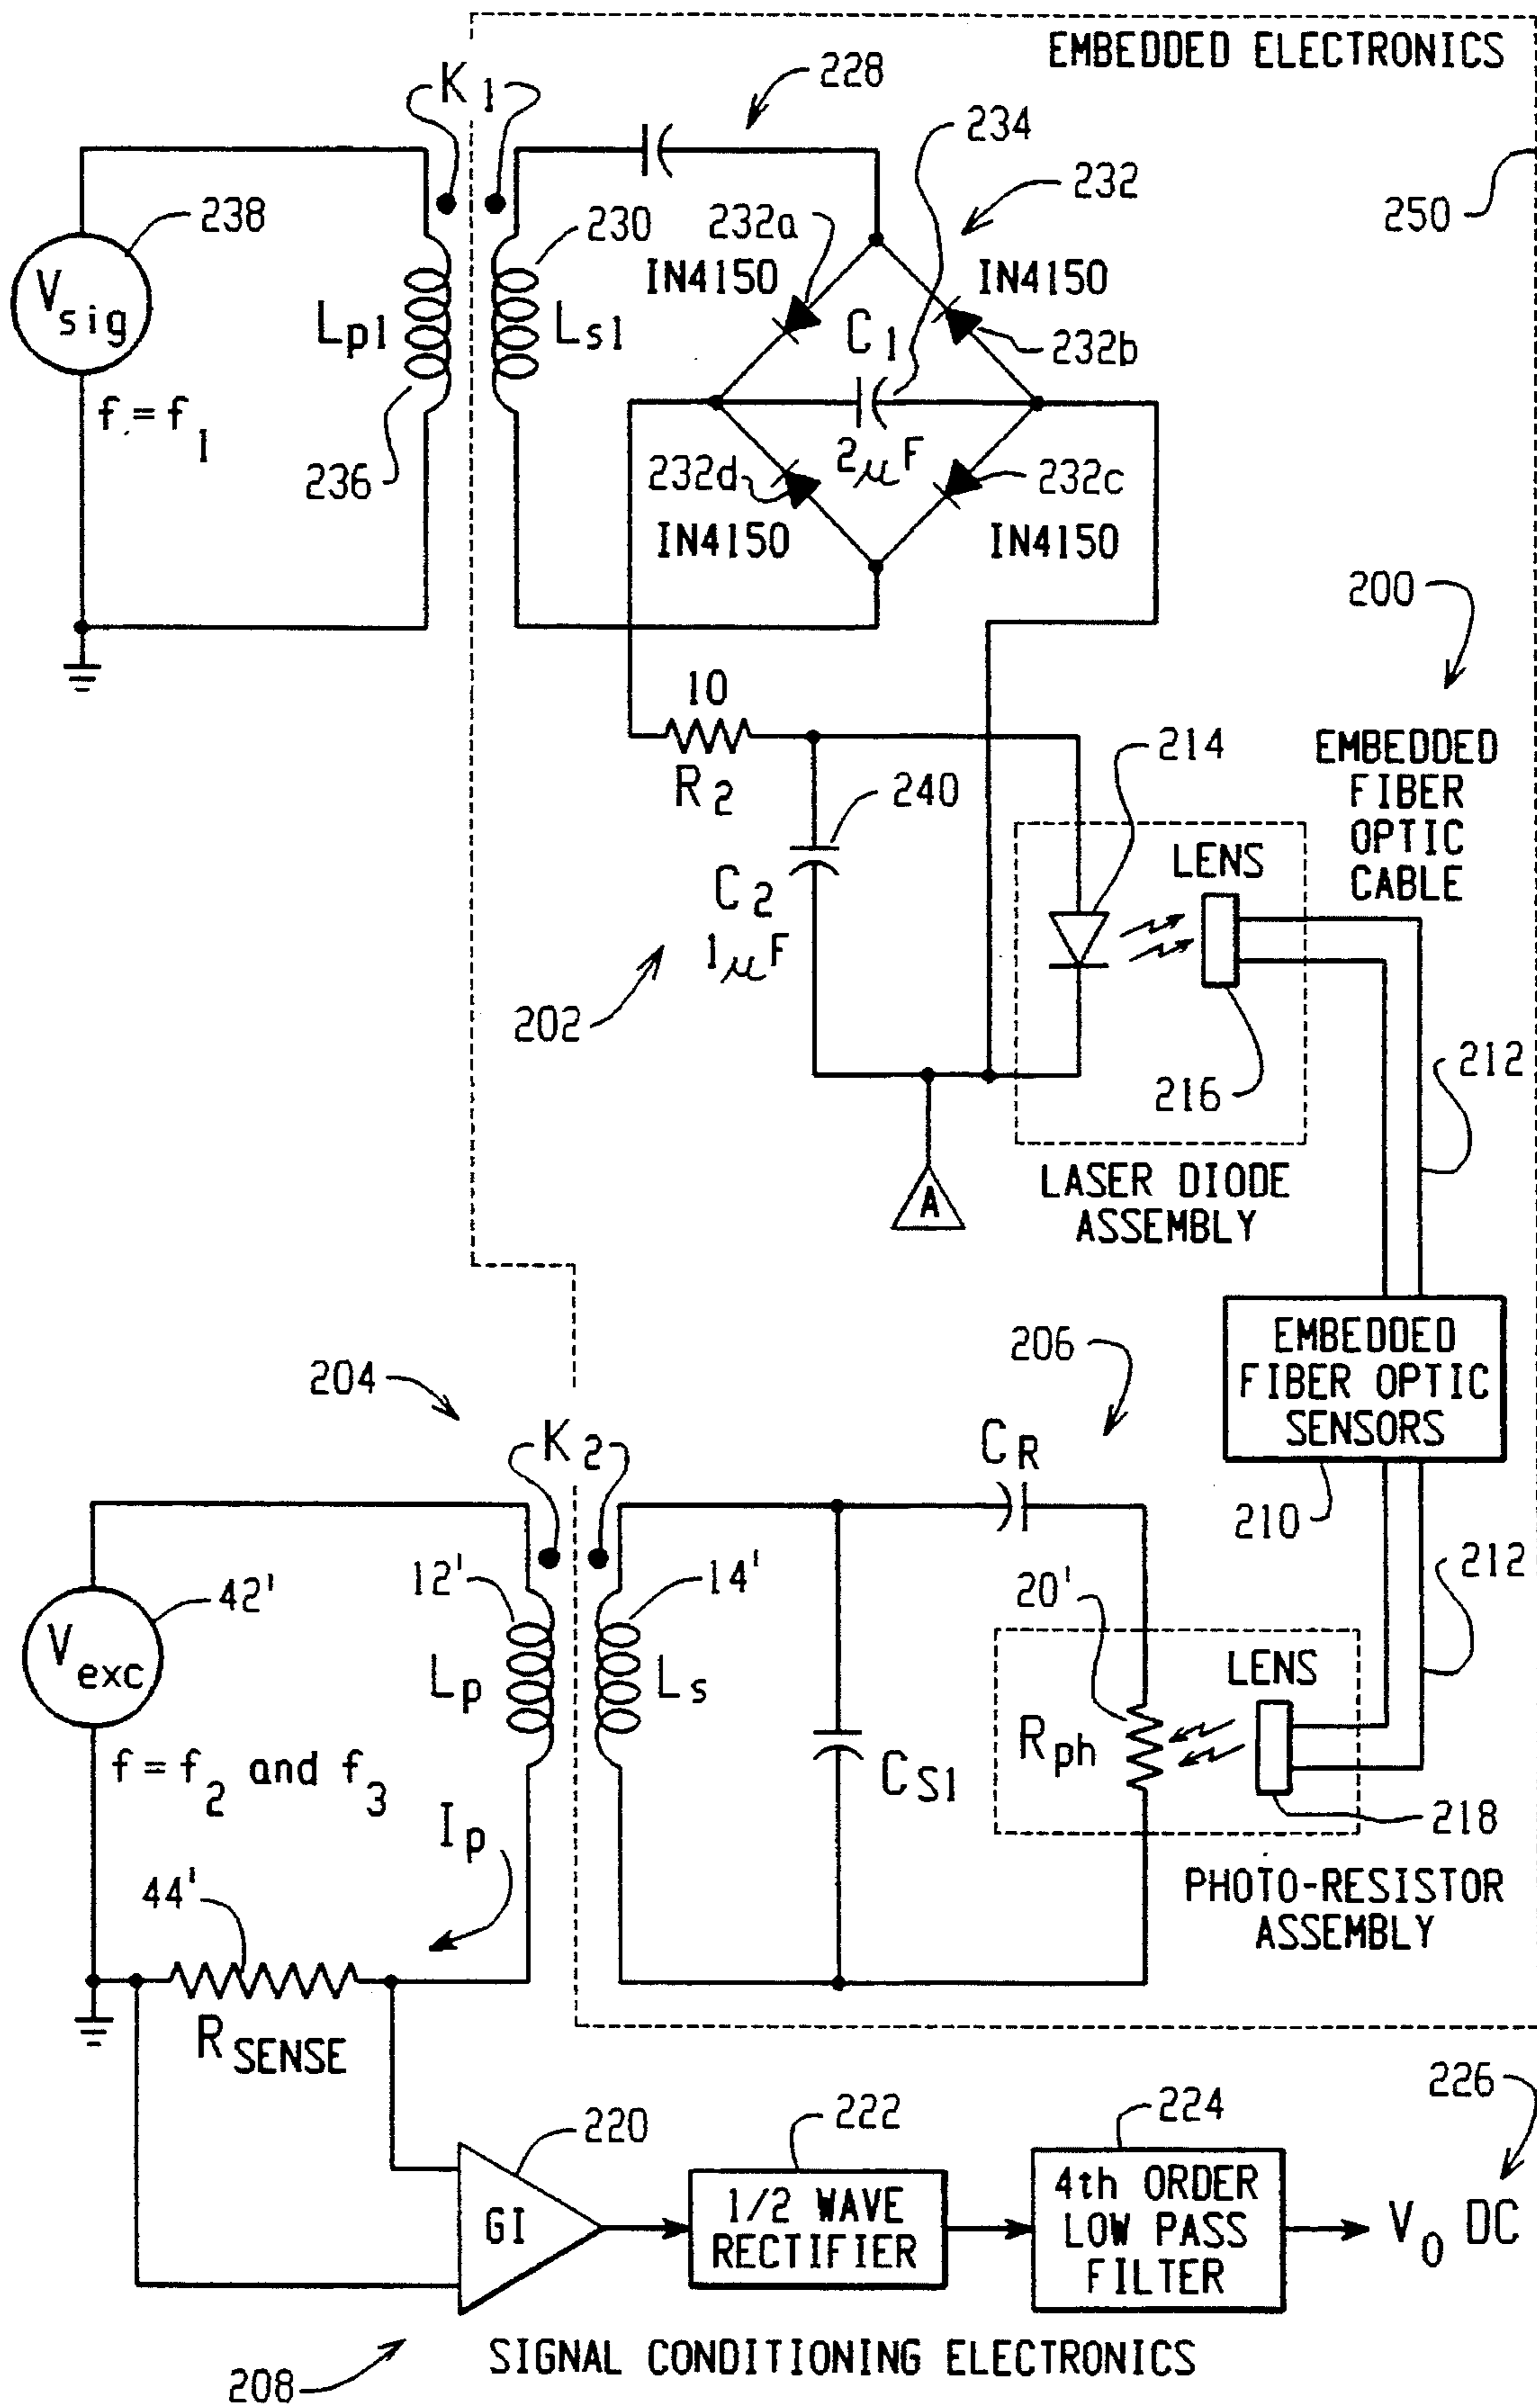 EMBEDDED ELECTRONICS
K1
228
234
232
250
238
230
232a
IN4150
IN4150
Vsig
Lp1
Ls1
C1
232b
f = f1
236
2μF
232d
232c
IN4150
IN4150
200
10
R2
214
EMBEDDED
FIBER
OPTIC
CABLE
240
C2
1μF
LENS
202
216
212
A
LASER DIODE
ASSEMBLY
204
206
EMBEDDED
FIBER OPTIC
SENSORS
K2
CR
210
212
42'
12'
14'
20'
Vexc
Lp
Ls
LENS
Rph
CS1
f = f2 and f3
Ip
218
44'
PHOTO-RESISTOR
ASSEMBLY
RSENSE
226
220
222
224
GI
1/2 WAVE
RECTIFIER
4th ORDER
LOW PASS
FILTER
V0 DC
SIGNAL CONDITIONING ELECTRONICS
208